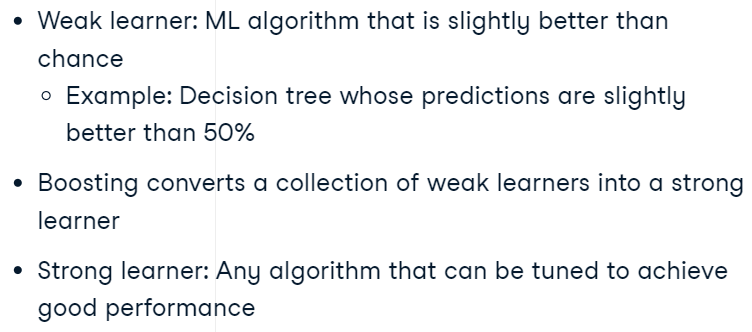 • Weak learner: ML algorithm that is slightly better than
chance
○ Example: Decision tree whose predictions are slightly
better than 50%
• Boosting converts a collection of weak learners into a strong
learner
• Strong learner: Any algorithm that can be tuned to achieve
good performance